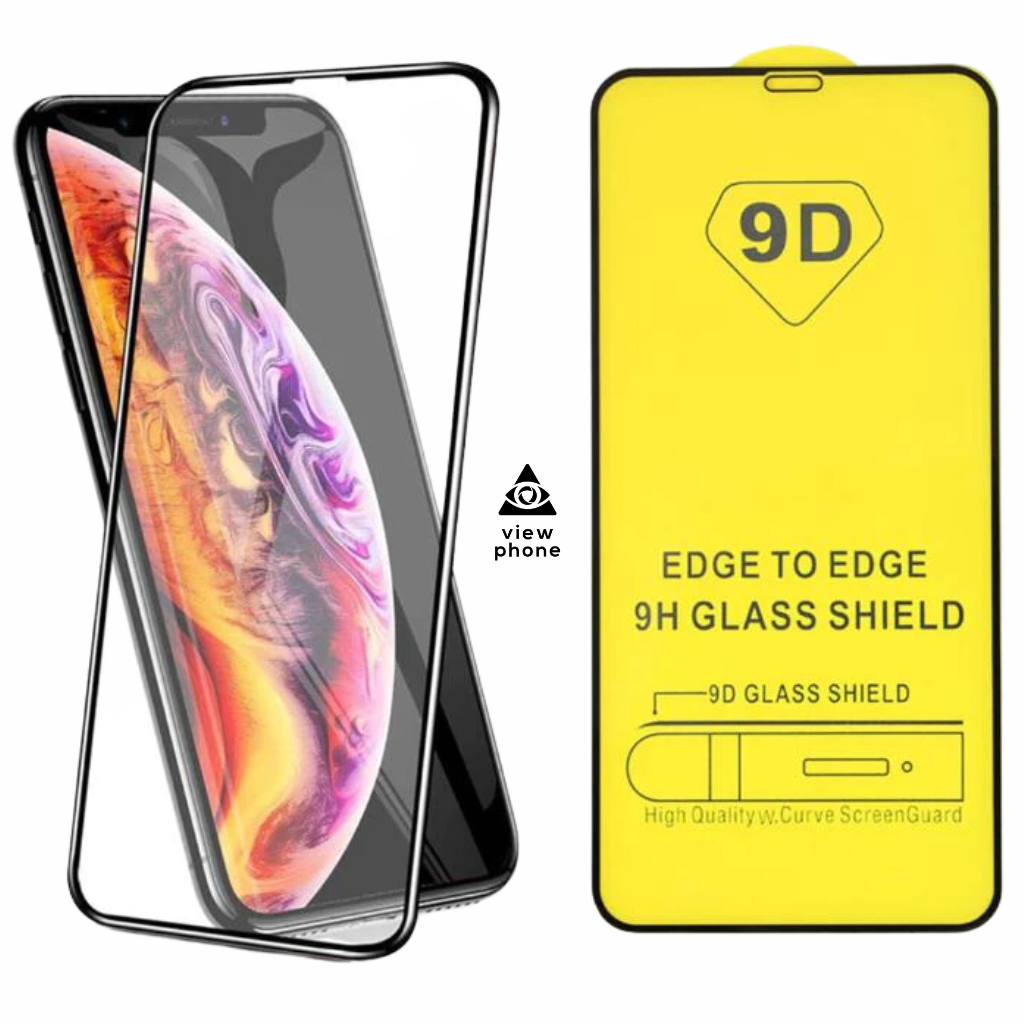 view
phone
9D
EDGE TO EDGE
9H GLASS SHIELD
9D GLASS SHIELD
High Quality w.Curve ScreenGuard